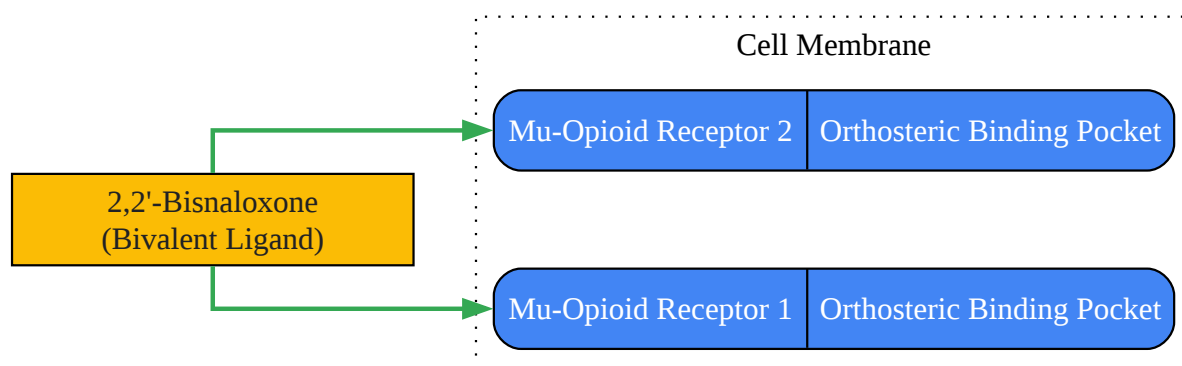 Cell Membrane
Mu-Opioid Receptor 2 Orthosteric Binding Pocket
2,2'-Bisnaloxone
(Bivalent Ligand)
Mu-Opioid Receptor 1 Orthosteric Binding Pocket